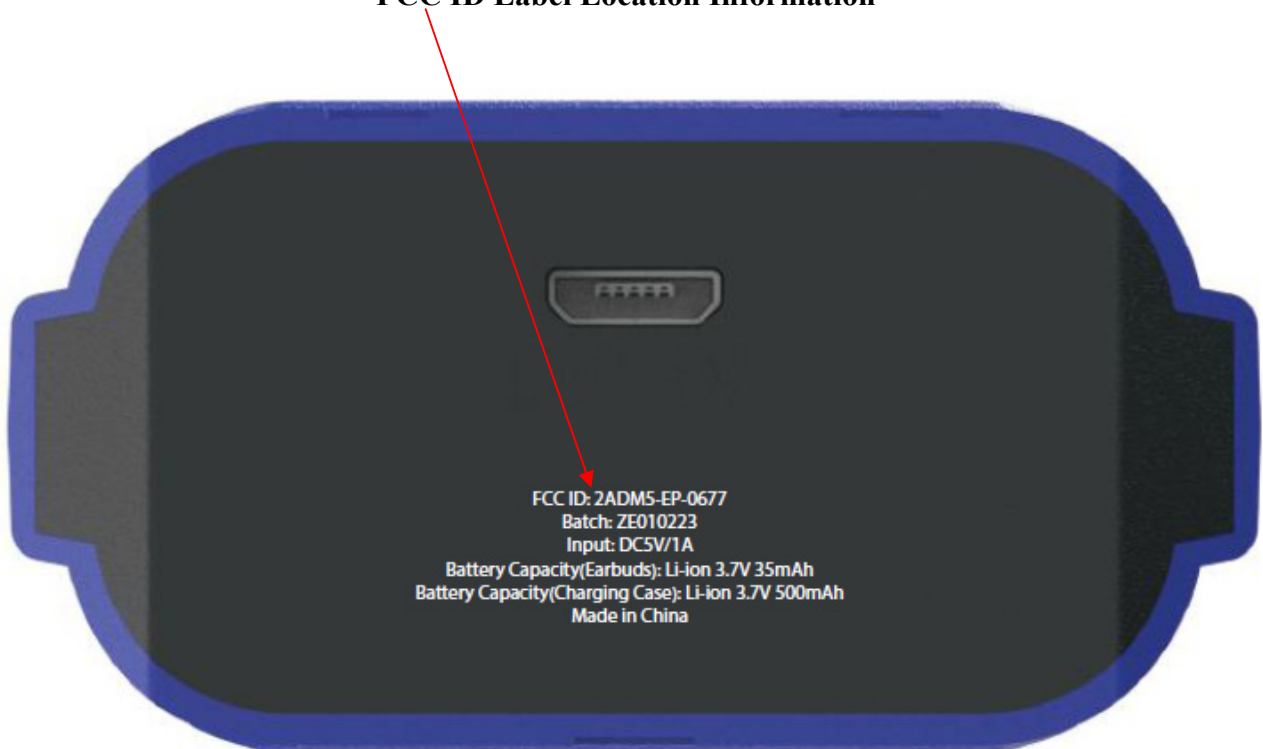 FCC ID Label Location Information
FCC ID: 2ADM5-EP-0677
Batch: ZE010223
Input: DC5V/1A
Battery Capacity(Earbuds): Li-ion 3.7V 35mAh
Battery Capacity(Charging Case): Li-ion 3.7V 500mAh
Made in China